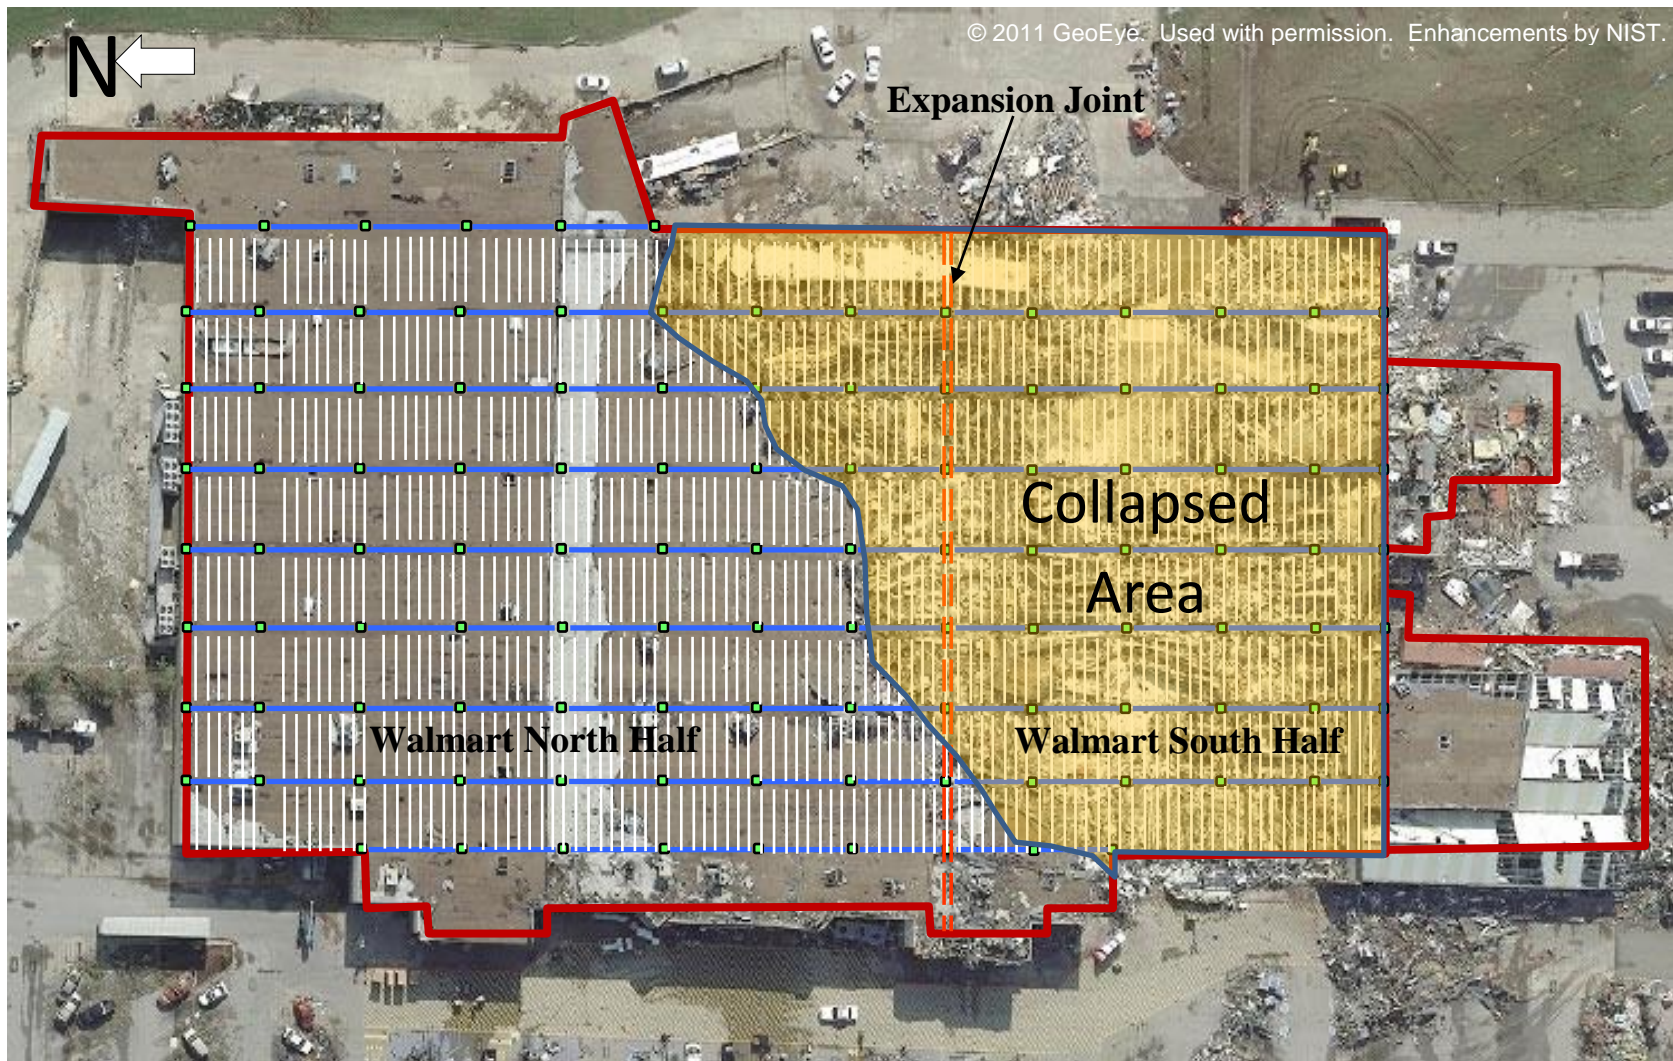 © 2011 GeoEye. Used with permission. Enhancements by NIST.
N
Expansion Joint
Collapsed
Area
Walmart North Half
Walmart South Half